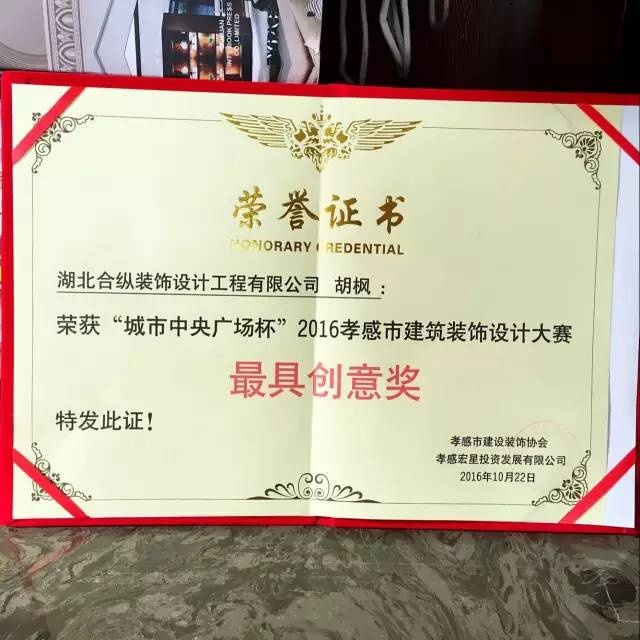 BOOK PRESS
CO LIMITED
荣誉证书
HONORARY CREDENTIAL
湖北合纵装饰设计工程有限公司 胡枫：
荣获“城市中央广场杯”2016孝感市建筑装饰设计大赛
最具创意奖
特发此证！
孝感市建设装饰协会
孝感宏星投资发展有限公司
2016年10月22日